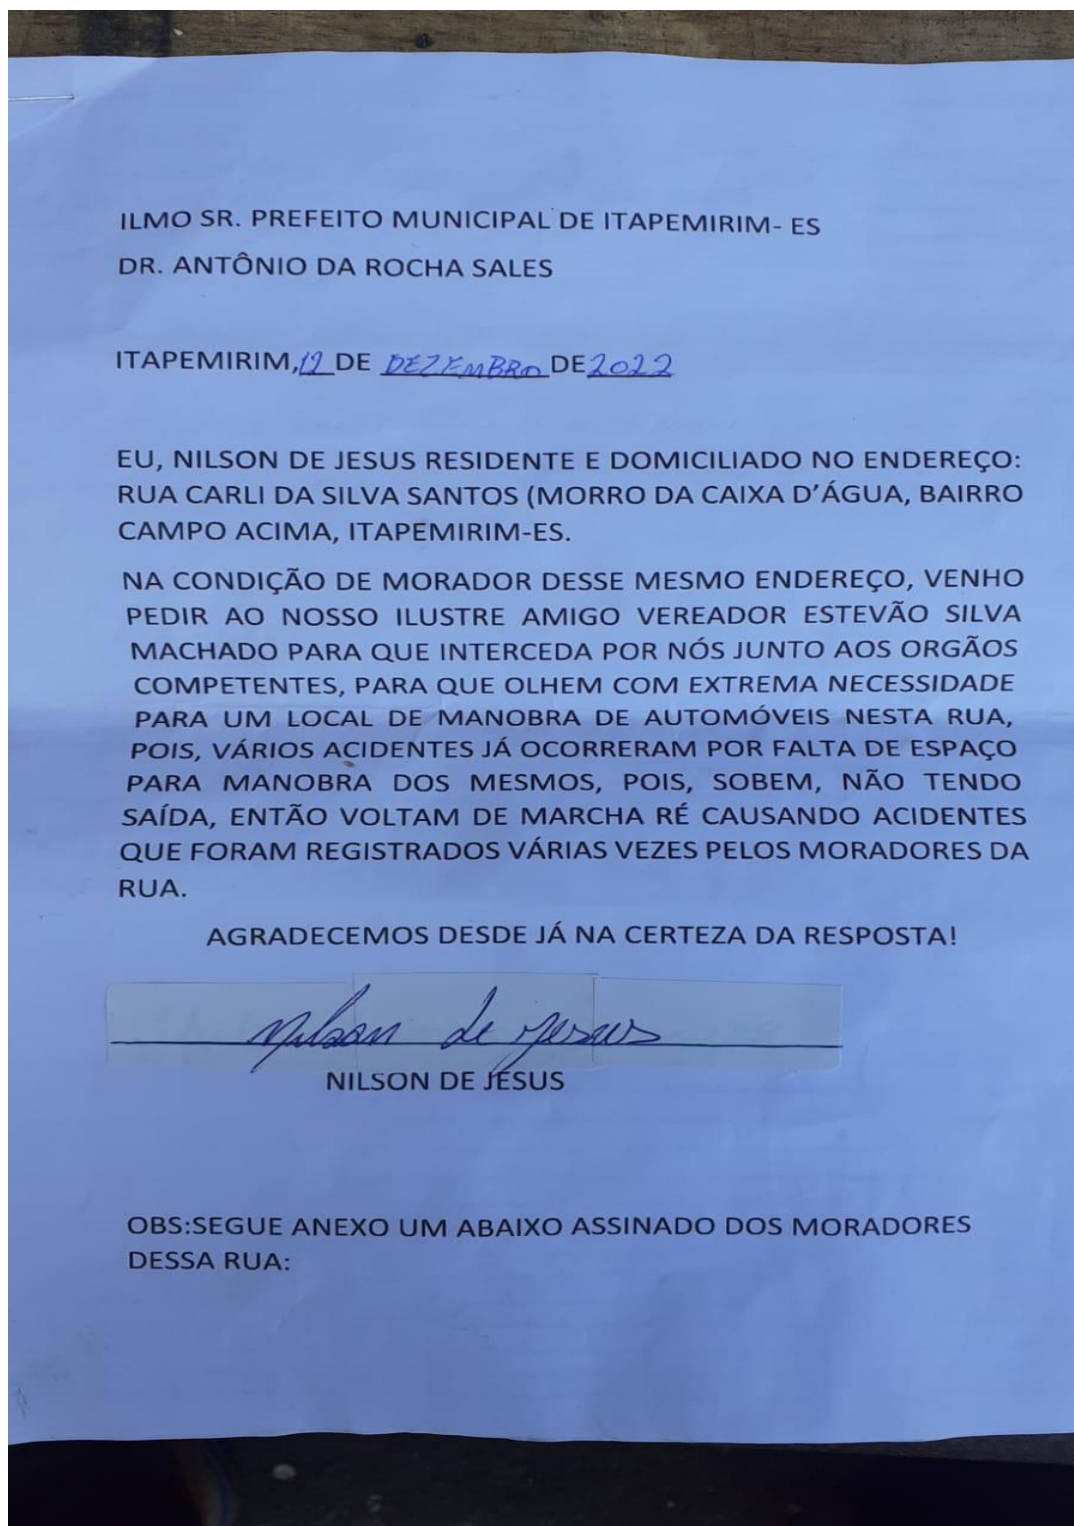 ILMO SR. PREFEITO MUNICIPAL DE ITAPEMIRIM- ES
DR. ANTÔNIO DA ROCHA SALES
ITAPEMIRIM, 12 DE DEZEMBRO DE 2022
EU, NILSON DE JESUS RESIDENTE E DOMICILIADO NO ENDEREÇO:
RUA CARLI DA SILVA SANTOS (MORRO DA CAIXA D'ÁGUA, BAIRRO
CAMPO ACIMA, ITAPEMIRIM-ES.
NA CONDIÇÃO DE MORADOR DESSE MESMO ENDEREÇO, VENHO
PEDIR AO NOSSO ILUSTRE AMIGO VEREADOR ESTEVÃO SILVA
MACHADO PARA QUE INTERCEDA POR NÓS JUNTO AOS ORGÃOS
COMPETENTES, PARA QUE OLHEM COM EXTREMA NECESSIDADE
PARA UM LOCAL DE MANOBRA DE AUTOMÓVEIS NESTA RUA,
POIS, VÁRIOS ACIDENTES JÁ OCORRERAM POR FALTA DE ESPAÇO
PARA MANOBRA DOS MESMOS, POIS, SOBEM, NÃO TENDO
SAÍDA, ENTÃO VOLTAM DE MARCHA RÉ CAUSANDO ACIDENTES
QUE FORAM REGISTRADOS VÁRIAS VEZES PELOS MORADORES DA
RUA.
AGRADECEMOS DESDE JÁ NA CERTEZA DA RESPOSTA!
Nilson de Jesus
NILSON DE JESUS
OBS:SEGUE ANEXO UM ABAIXO ASSINADO DOS MORADORES
DESSA RUA: